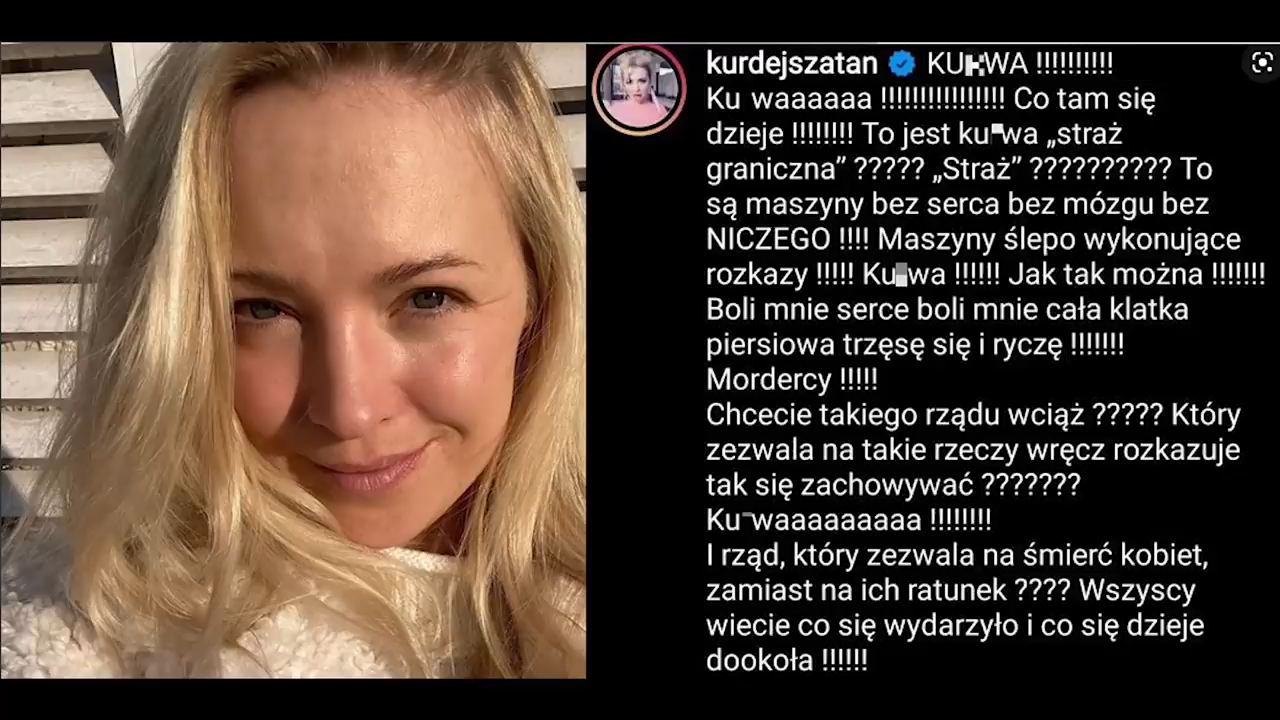 kurdejszatan KU WA !!!!!!!!!!
Ku waaaaaa !!!!!!!!!!!!!!!! Co tam się
dzieje !!!!!!!! To jest ku wa „straż
graniczna” ????? „Straż” ?????????? To
są maszyny bez serca bez mózgu bez
NICZEGO !!!! Maszyny ślepo wykonujące
rozkazy !!!!! Ku wa !!!!!! Jak tak można !!!!!!!
Boli mnie serce boli mnie cała klatka
piersiowa trzęsę się i ryczę !!!!!!!
Mordercy !!!!!
Chcecie takiego rządu wciąż ????? Który
zezwala na takie rzeczy wręcz rozkazuje
tak się zachowywać ???????
Ku waaaaaaaaa !!!!!!!!
I rząd, który zezwala na śmierć kobiet,
zamiast na ich ratunek ???? Wszyscy
wiecie co się wydarzyło i co się dzieje
dookoła !!!!!!